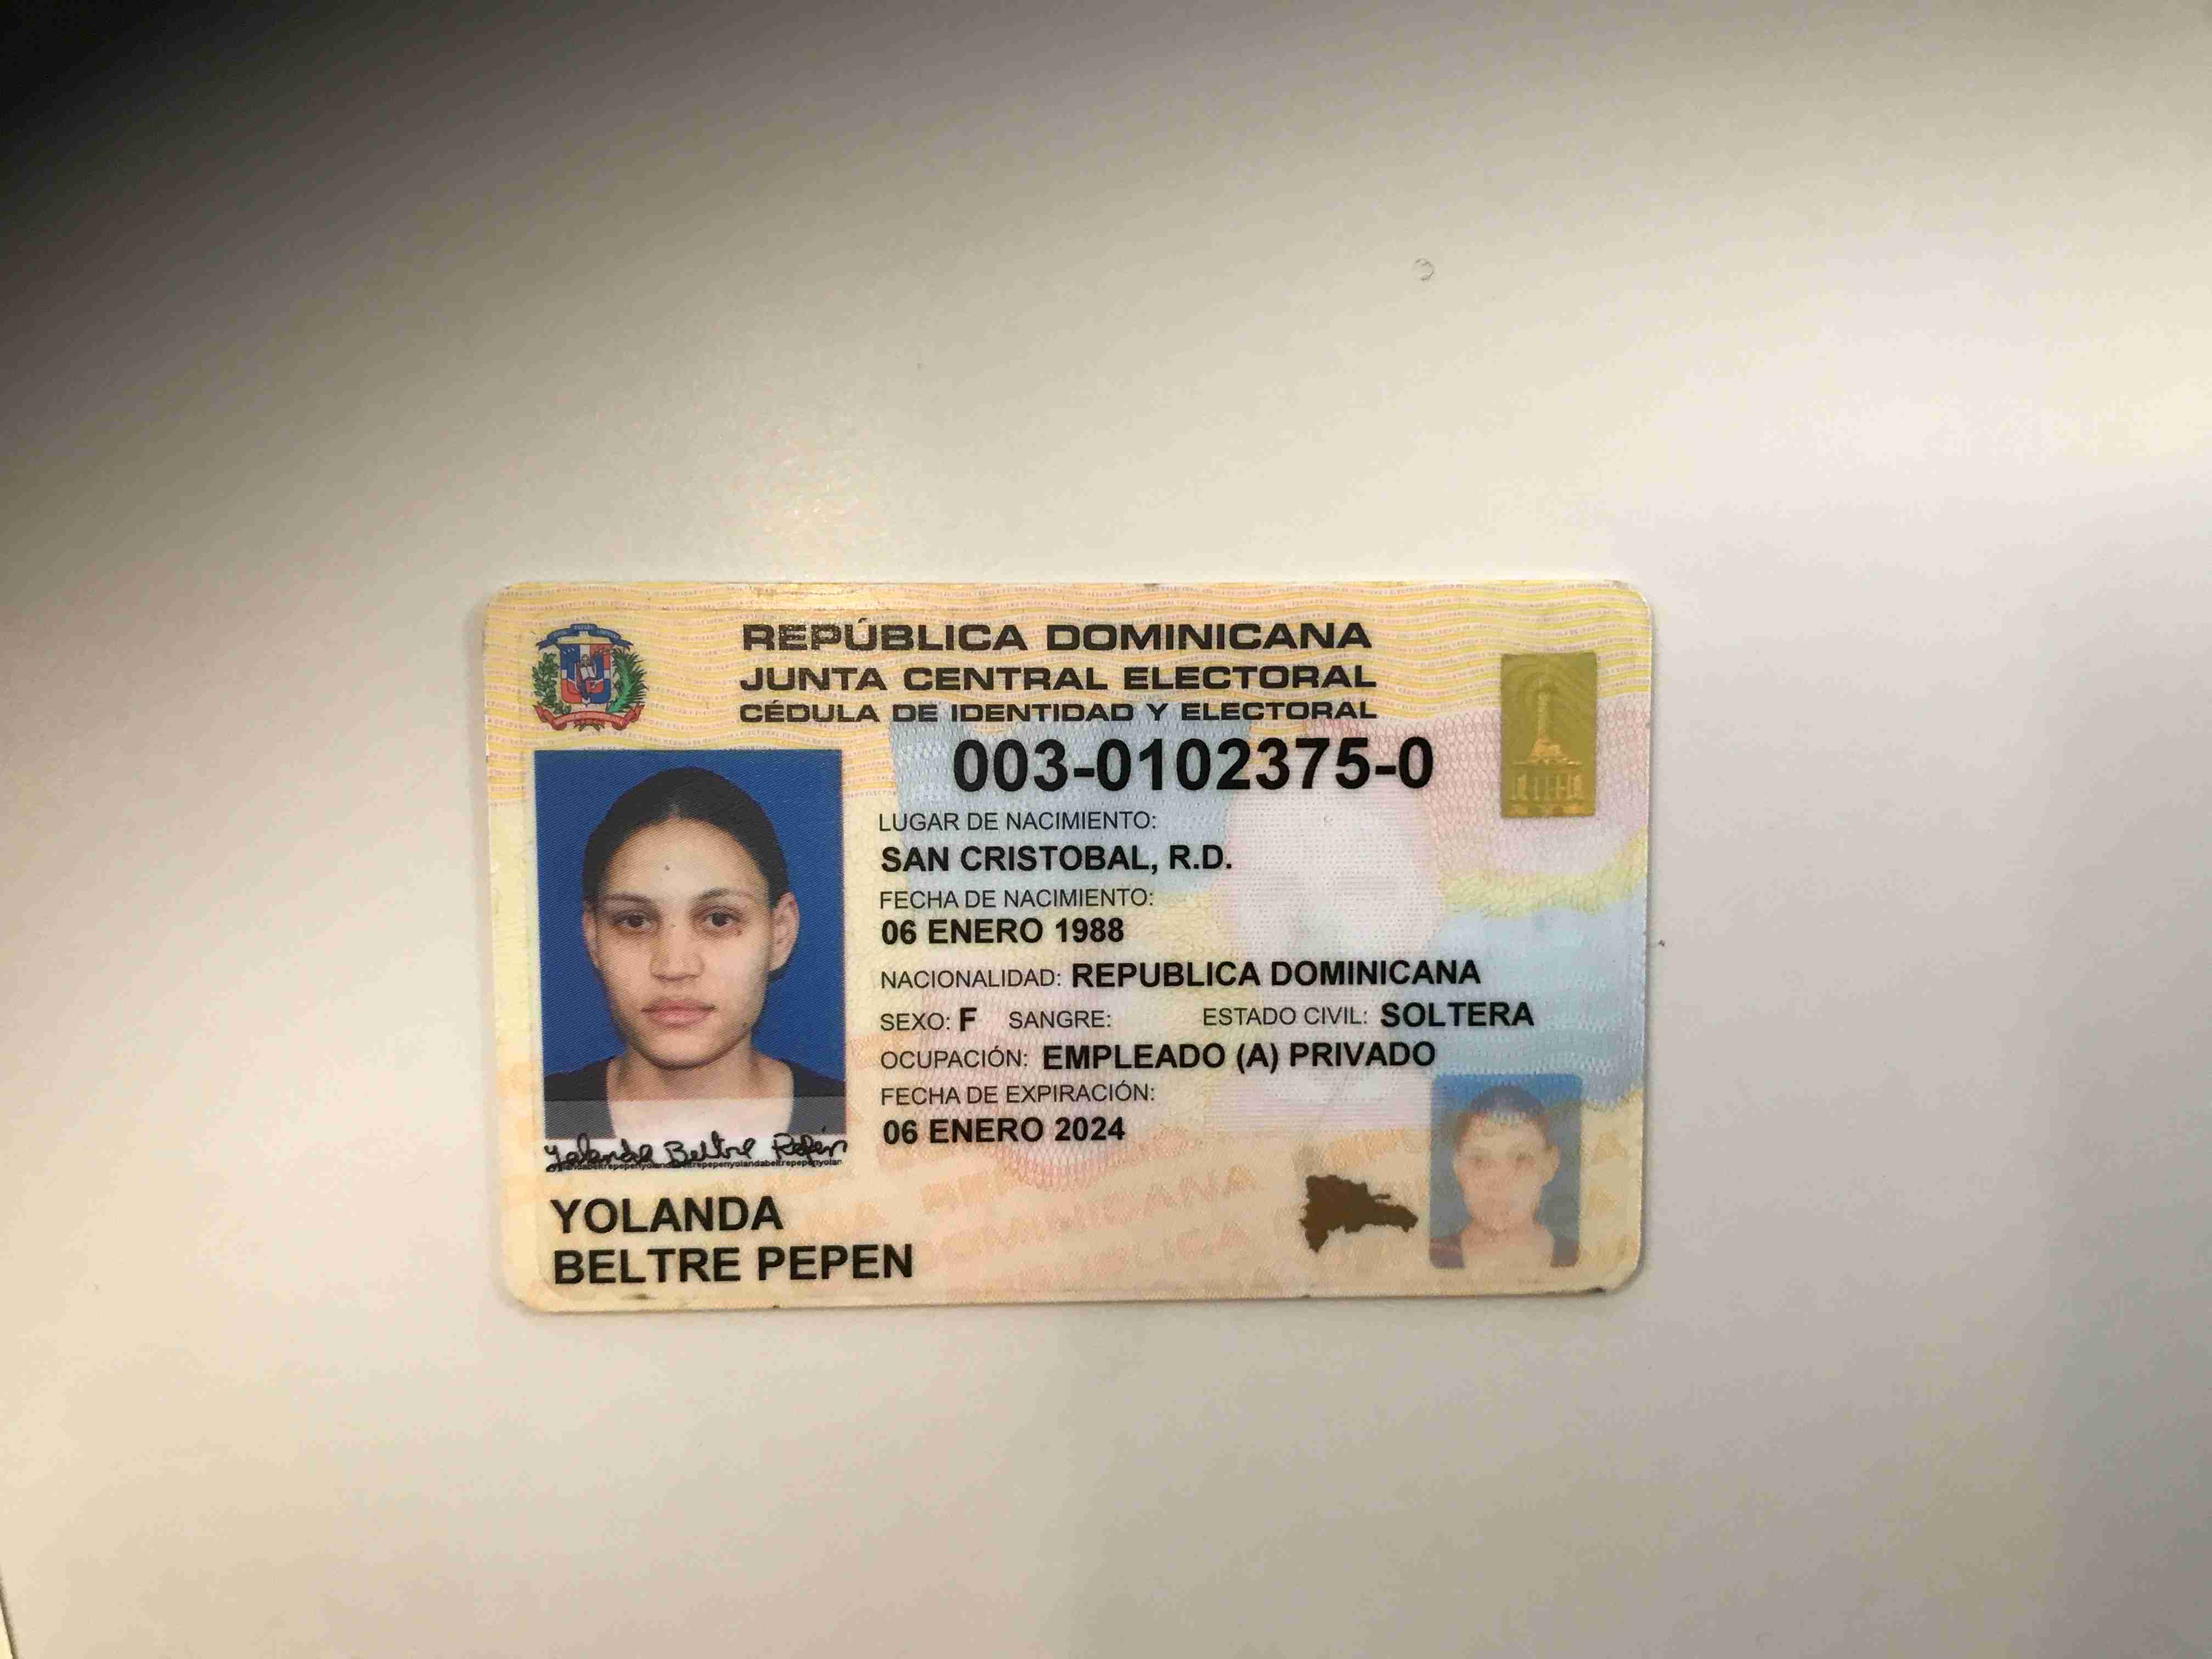 REPÚBLICA DOMINICANA
JUNTA CENTRAL ELECTORAL
CÉDULA DE IDENTIDAD Y ELECTORAL
003-0102375-0
LUGAR DE NACIMIENTO:
SAN CRISTOBAL, R.D.
FECHA DE NACIMIENTO:
06 ENERO 1988
NACIONALIDAD: REPUBLICA DOMINICANA
SEXO: F SANGRE: ESTADO CIVIL: SOLTERA
OCUPACIÓN: EMPLEADO (A) PRIVADO
FECHA DE EXPIRACIÓN:
06 ENERO 2024
Yolanda Beltre Pepén
YOLANDA
BELTRE PEPEN